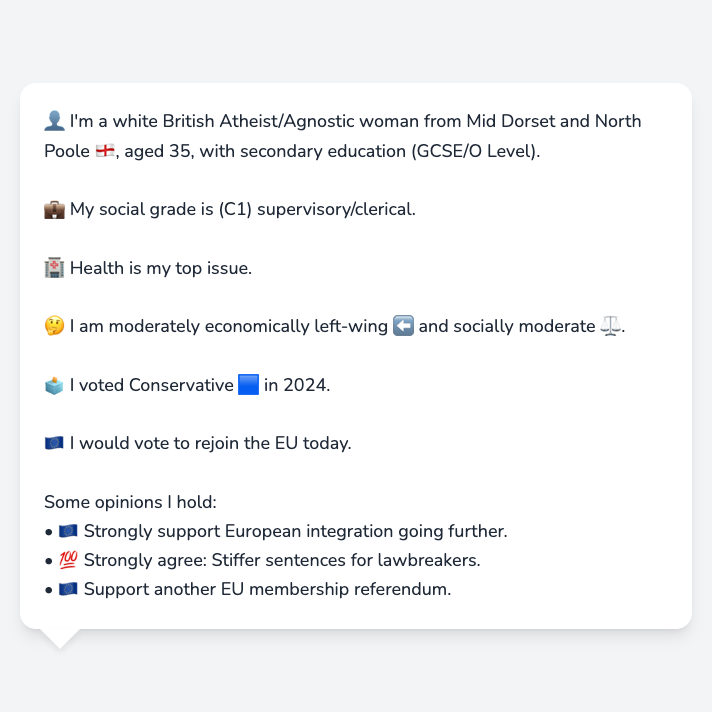 👤 I'm a white British Atheist/Agnostic woman from Mid Dorset and North
Poole 🏴󠁧󠁢󠁥󠁮󠁧󠁿, aged 35, with secondary education (GCSE/O Level).
💼 My social grade is (C1) supervisory/clerical.
🏥 Health is my top issue.
🤔 I am moderately economically left-wing ⬅️ and socially moderate ⚖️.
🗳️ I voted Conservative 🟦 in 2024.
🇪🇺 I would vote to rejoin the EU today.
Some opinions I hold:
• 🇪🇺 Strongly support European integration going further.
• 💯 Strongly agree: Stiffer sentences for lawbreakers.
• 🇪🇺 Support another EU membership referendum.